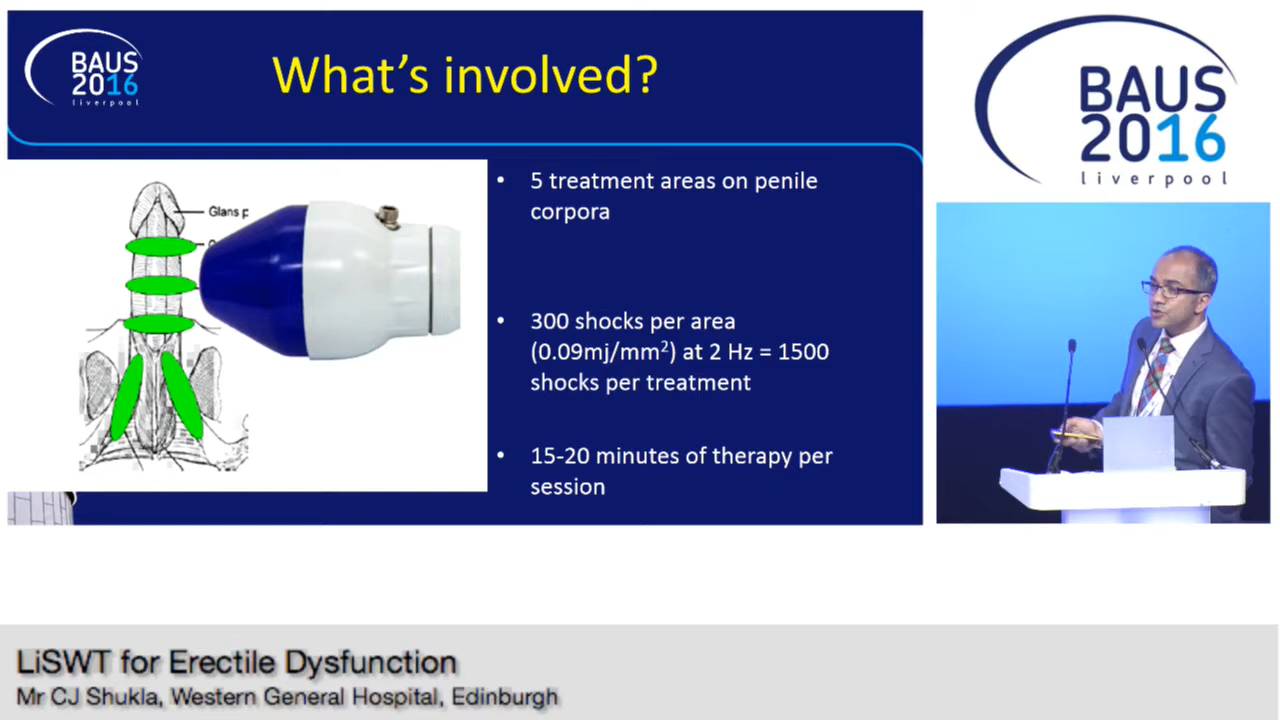 BAUS
2016
liverpool
What's involved?
Glans p
• 5 treatment areas on penile
corpora
• 300 shocks per area
(0.09mj/mm²) at 2 Hz = 1500
shocks per treatment
• 15-20 minutes of therapy per
session
BAUS
2016
liverpool
LiSWT for Erectile Dysfunction
Mr CJ Shukla, Western General Hospital, Edinburgh